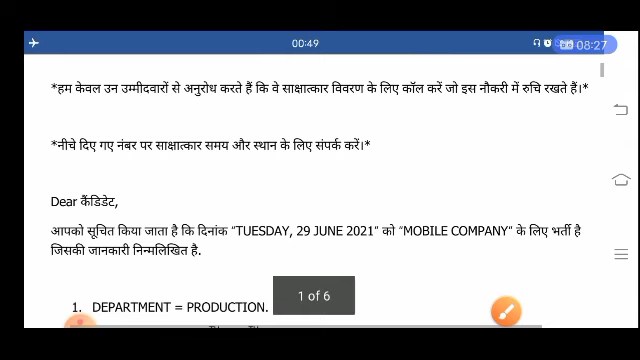 00:49
08:27
*हम केवल उन उम्मीदवारों से अनुरोध करते हैं कि वे साक्षात्कार विवरण के लिए कॉल करें जो इस नौकरी में रुचि रखते हैं।*
*नीचे दिए गए नंबर पर साक्षात्कार समय और स्थान के लिए संपर्क करें।*
Dear कैंडिडेट,
आपको सूचित किया जाता है कि दिनांक "TUESDAY, 29 JUNE 2021" को "MOBILE COMPANY" के लिए भर्ती है
जिसकी जानकारी निन्मलिखित है.
1 of 6
1. DEPARTMENT = PRODUCTION.